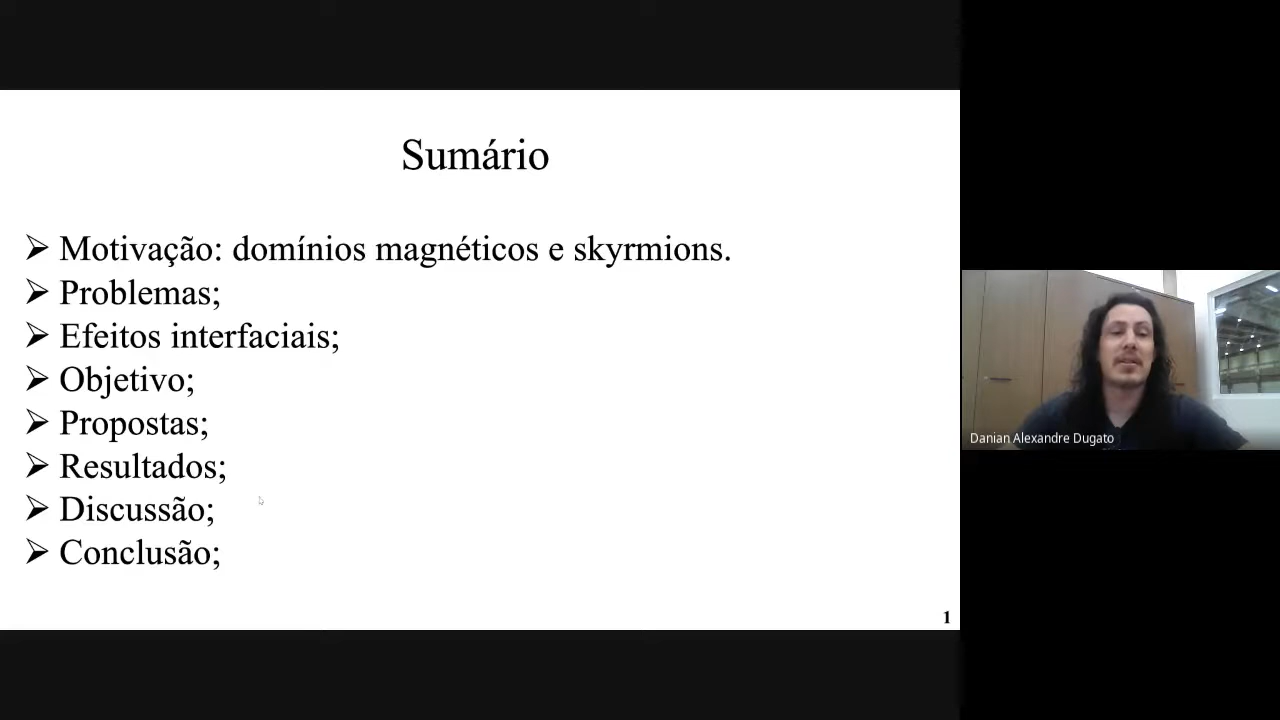 Sumário
➢ Motivação: domínios magnéticos e skyrmions.
➢ Problemas;
➢ Efeitos interfaciais;
➢ Objetivo;
➢ Propostas;
➢ Resultados;
➢ Discussão;
➢ Conclusão;
1
Danian Alexandre Dugato